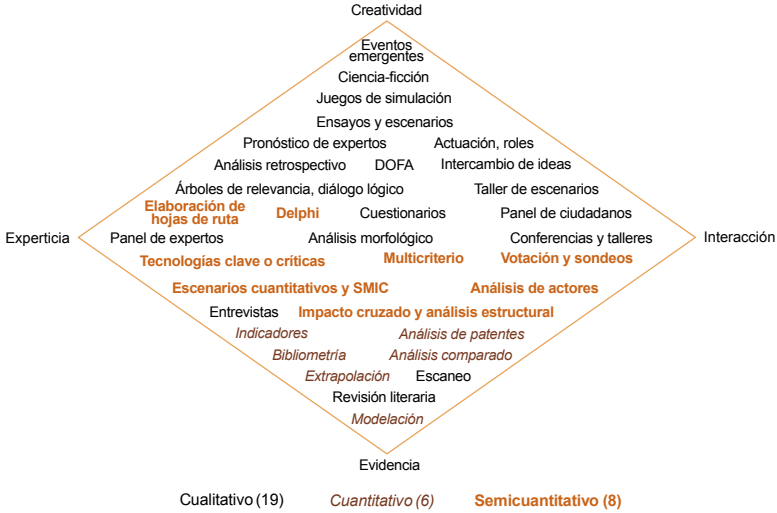 Creatividad
Eventos
emergentes
Ciencia-ficción
Juegos de simulación
Ensayos y escenarios
Pronóstico de expertos Actuación, roles
Análisis retrospectivo DOFA Intercambio de ideas
Árboles de relevancia, diálogo lógico Taller de escenarios
Elaboración de
hojas de ruta Delphi Cuestionarios Panel de ciudadanos
Experticia Panel de expertos Análisis morfológico Conferencias y talleres Interacción
Tecnologías clave o críticas Multicriterio Votación y sondeos
Escenarios cuantitativos y SMIC Análisis de actores
Entrevistas Impacto cruzado y análisis estructural
Indicadores Análisis de patentes
Bibliometría Análisis comparado
Extrapolación Escaneo
Revisión literaria
Modelación
Evidencia
Cualitativo (19) Cuantitativo (6) Semicuantitativo (8)